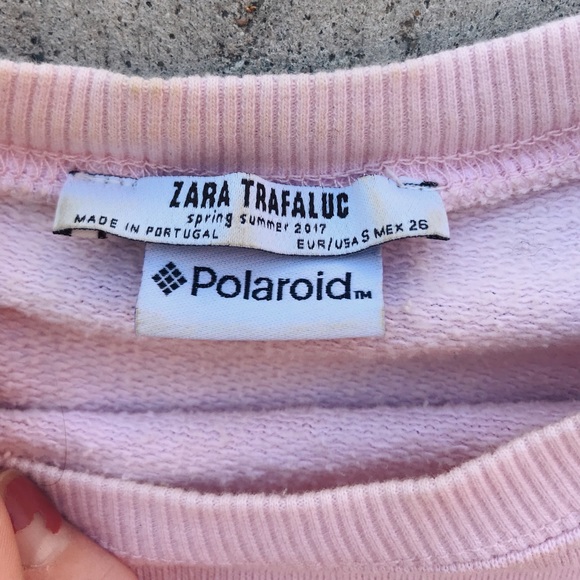 ZARA TRAFALUC
spring summer 2017
MADE IN PORTUGAL
EUR/USA S MEX 26
Polaroid™